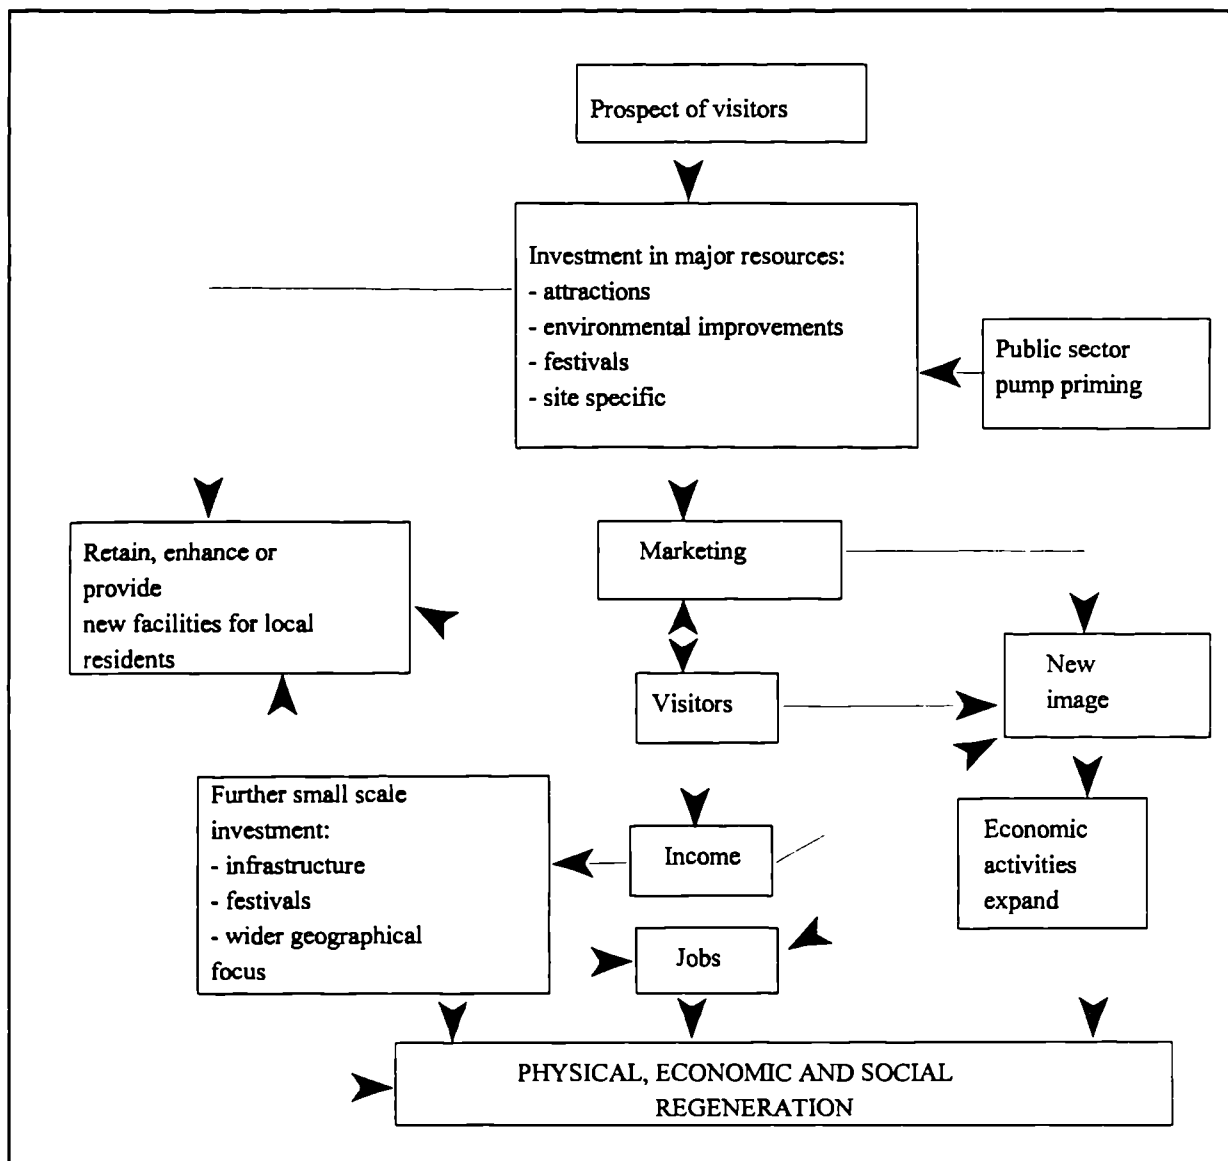 Prospect of visitors
Investment in major resources:
- attractions
- environmental improvements
- festivals
- site specific
Public sector
pump priming
Retain, enhance or
provide
new facilities for local
residents
Marketing
New
image
Visitors
Further small scale
investment:
- infrastructure
- festivals
- wider geographical
focus
Income
Economic
activities
expand
Jobs
PHYSICAL, ECONOMIC AND SOCIAL
REGENERATION